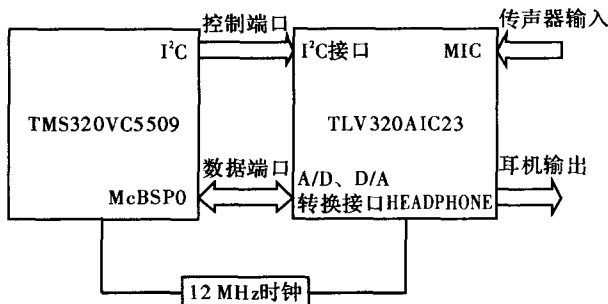 控制端口
传声器输入
I²C
I²C接口
MIC
TMS320VC5509
TLV320AIC23
数据端口
耳机输出
McBSP0
A/D、D/A
转换接口HEADPHONE
12 MHz时钟